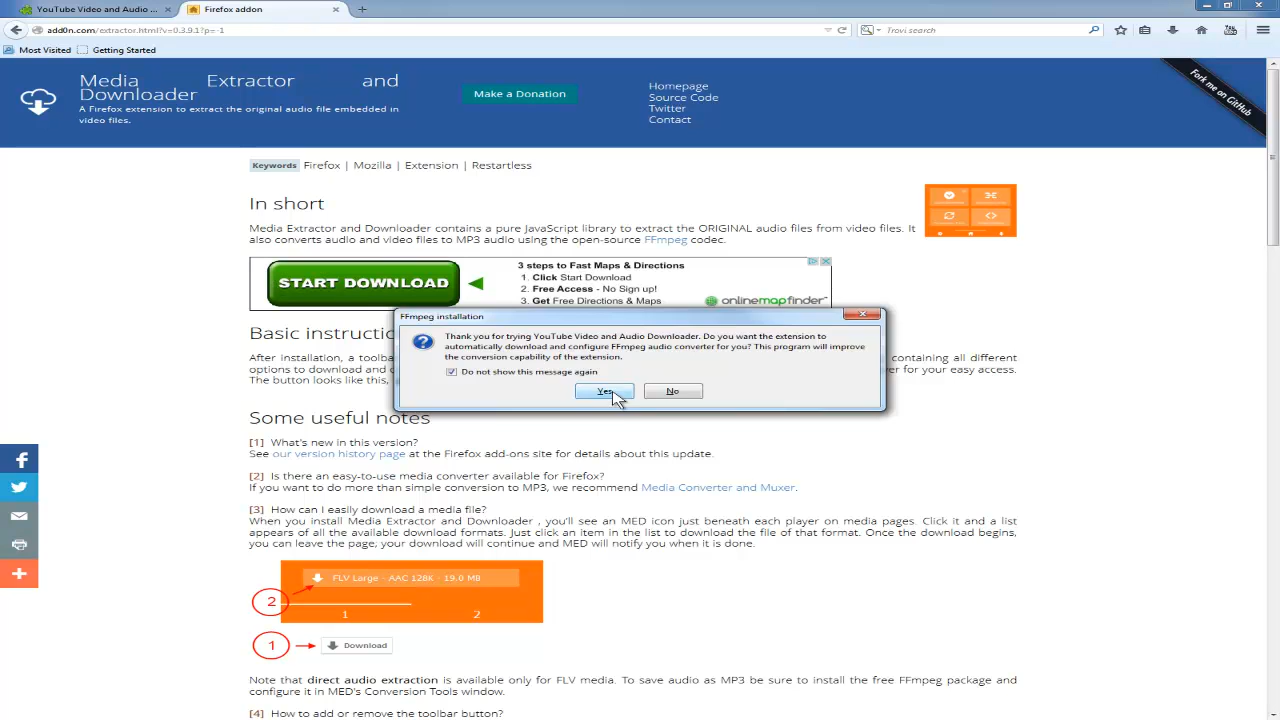 YouTube Video and Audio ...
Firefox addon
add0n.com/extractor.html?v=0.3.9.1?p=-1
Trovi search
Most Visited
Getting Started
Media Extractor and
Downloader
A Firefox extension to extract the original audio file embedded in
video files.
Make a Donation
Homepage
Source Code
Twitter
Contact
Fork me on GitHub
Keywords Firefox | Mozilla | Extension | Restartless
In short
Media Extractor and Downloader contains a pure JavaScript library to extract the ORIGINAL audio files from video files. It
also converts audio and video files to MP3 audio using the open-source FFmpeg codec.
START DOWNLOAD
3 steps to Fast Maps & Directions
1. Click Start Download
2. Free Access - No Sign up!
3. Get Free Directions & Maps
onlinemapfinder™
Basic instructio
After installation, a toolba
containing all different
options to download and c
er for your easy access.
The button looks like this,
FFmpeg installation
Thank you for trying YouTube Video and Audio Downloader. Do you want the extension to
automatically download and configure FFmpeg audio converter for you? This program will improve
the conversion capability of the extension.
Do not show this message again
Yes
No
Some useful notes
[1] What's new in this version?
See our version history page at the Firefox add-ons site for details about this update.
[2] Is there an easy-to-use media converter available for Firefox?
If you want to do more than simple conversion to MP3, we recommend Media Converter and Muxer.
[3] How can I easily download a media file?
When you install Media Extractor and Downloader , you'll see an MED icon just beneath each player on media pages. Click it and a list
appears of all the available download formats. Just click an item in the list to download the file of that format. Once the download begins,
you can leave the page, your download will continue and MED will notify you when it is done.
FLV Large - AAC 128K - 19.0 MB
2
1
2
1
Download
Note that direct audio extraction is available only for FLV media. To save audio as MP3 be sure to install the free FFmpeg package and
configure it in MED's Conversion Tools window.
[4] How to add or remove the toolbar button?